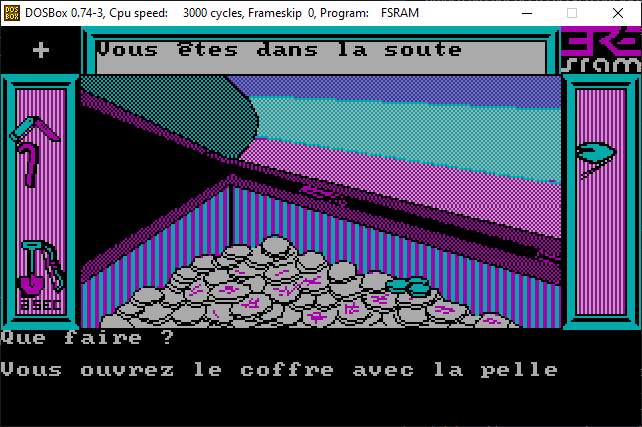 DOSBox 0.74-3, Cpu speed: 3000 cycles, Frameskip 0, Program: FSRAM
+
Vous êtes dans la soute
ERE
sram
Que faire ?
Vous ouvrez le coffre avec la pelle